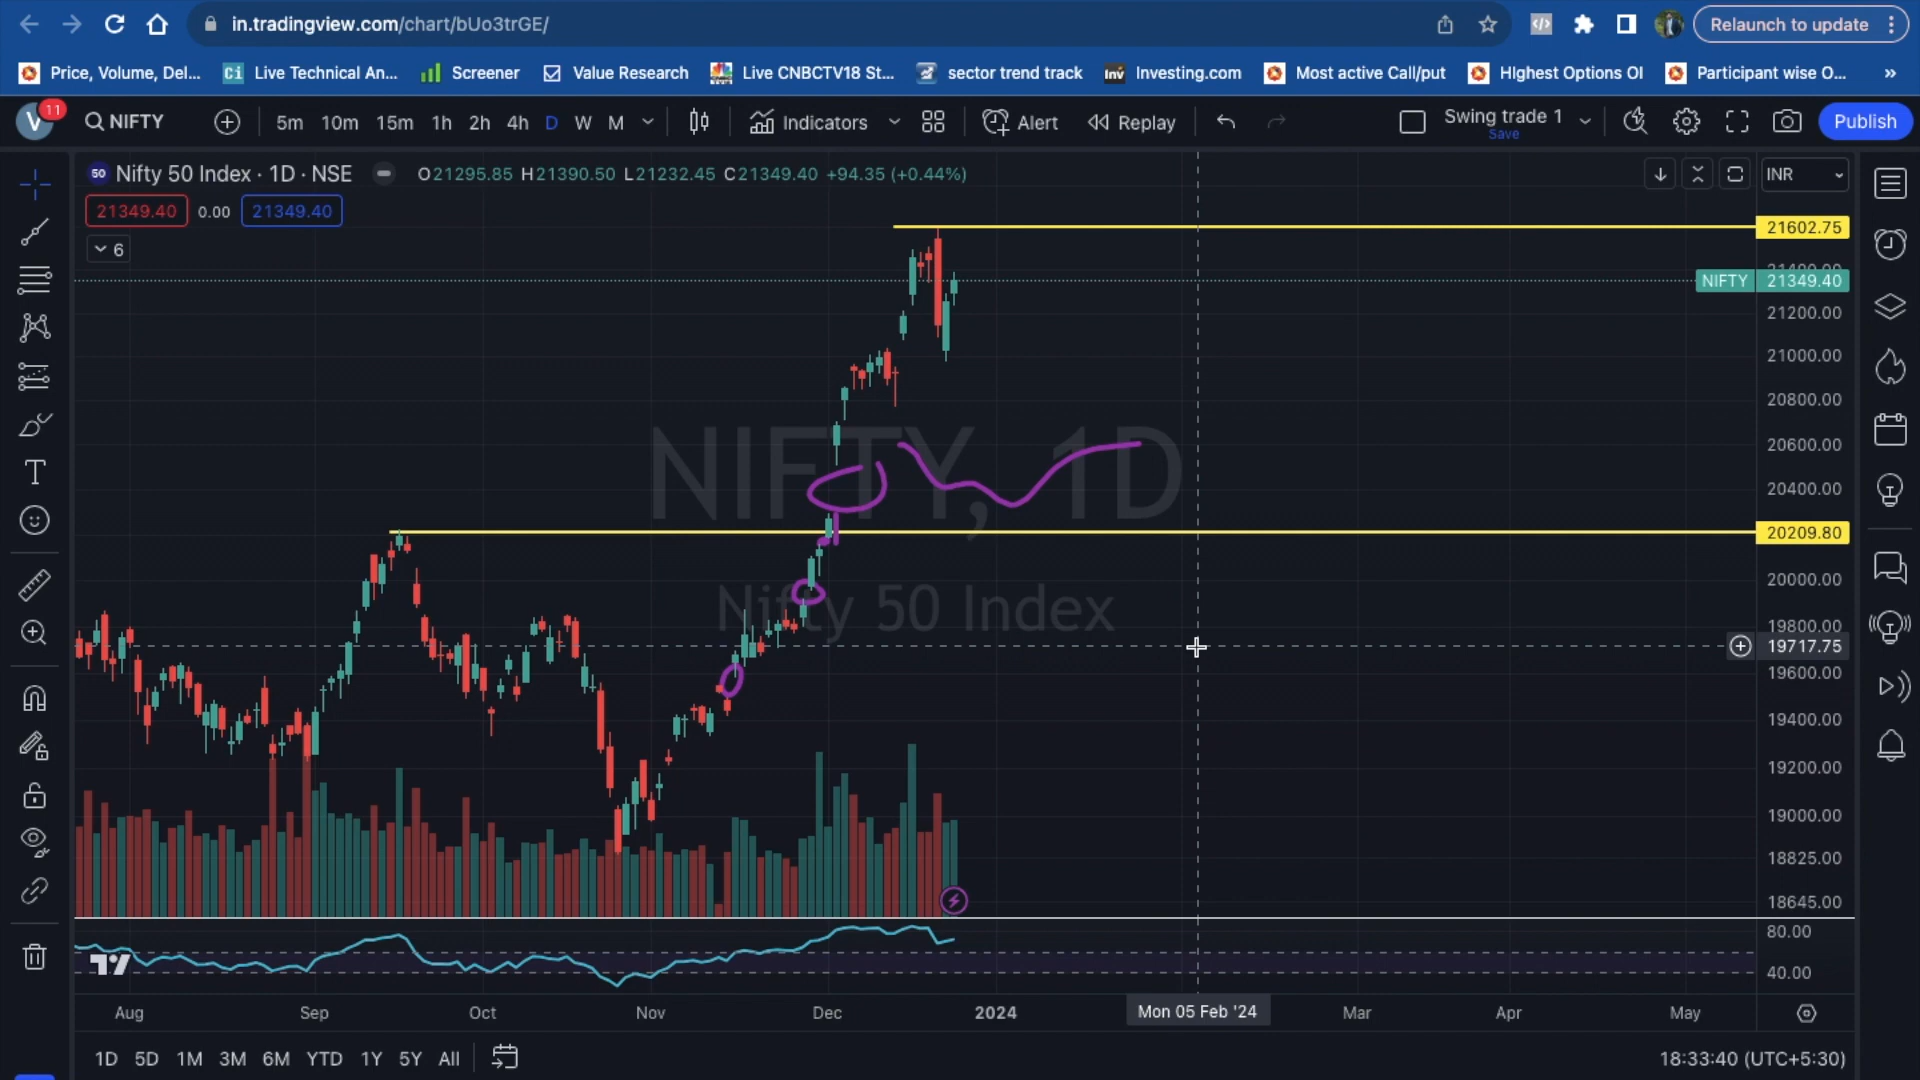 in.tradingview.com/chart/bUo3trGE/
Relaunch to update
Price, Volume, Del...
Ci Live Technical An...
Screener
Value Research
Live CNBCTV18 St...
sector trend track
Inv Investing.com
Most active Call/put
HIghest Options OI
Participant wise O...
»
V 11
NIFTY
5m 10m 15m 1h 2h 4h D W M
Indicators
Alert
Replay
Swing trade 1
Save
Publish
50 Nifty 50 Index · 1D · NSE
O21295.85 H21390.50 L21232.45 C21349.40 +94.35 (+0.44%)
INR
21349.40 0.00 21349.40
6
21602.75
NIFTY 21349.40
21200.00
21000.00
20800.00
20600.00
NIFTY, 1D
20400.00
20209.80
20000.00
Nifty 50 Index
19800.00
19717.75
19600.00
19400.00
19200.00
19000.00
18825.00
18645.00
80.00
40.00
Aug Sep Oct Nov Dec 2024 Mon 05 Feb '24 Mar Apr May
1D 5D 1M 3M 6M YTD 1Y 5Y All
18:33:40 (UTC+5:30)